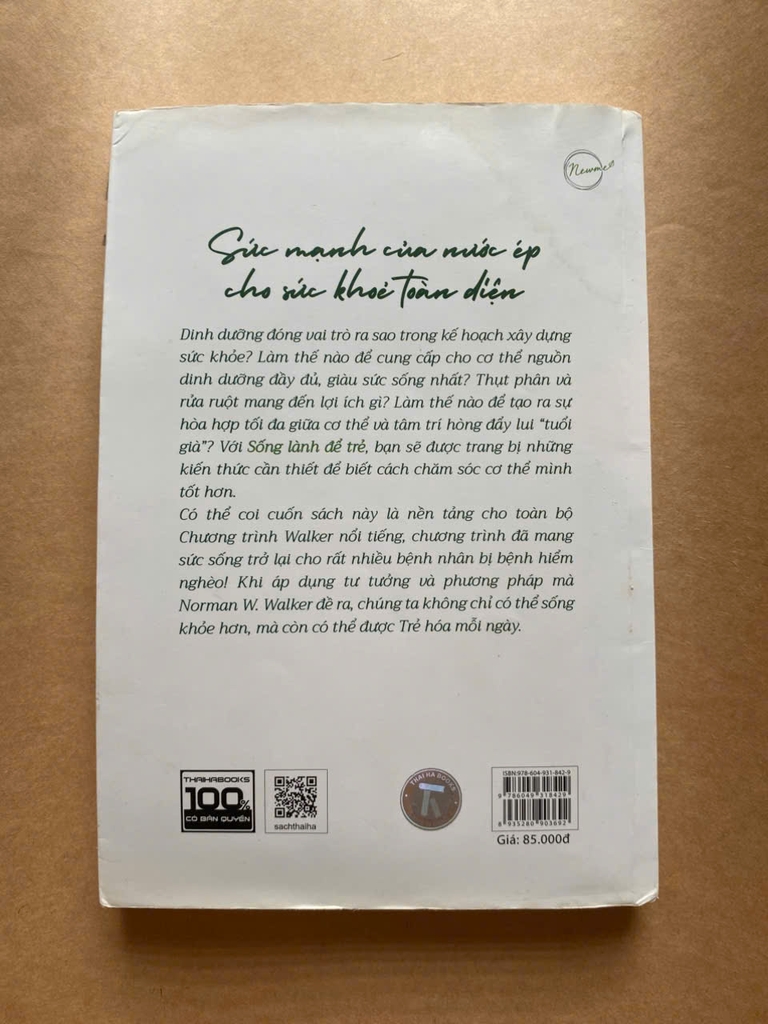 Newme
Sức mạnh của nước ép
cho sức khoẻ toàn diện
Dinh dưỡng đóng vai trò ra sao trong kế hoạch xây dựng
sức khỏe? Làm thế nào để cung cấp cho cơ thể nguồn
dinh dưỡng đầy đủ, giàu sức sống nhất? Thụt phân và
rửa ruột mang đến lợi ích gì? Làm thế nào để tạo ra sự
hòa hợp tối đa giữa cơ thể và tâm trí hòng đẩy lui “tuổi
già”? Với Sống lành để trẻ, bạn sẽ được trang bị những
kiến thức cần thiết để biết cách chăm sóc cơ thể mình
tốt hơn.
Có thể coi cuốn sách này là nền tảng cho toàn bộ
Chương trình Walker nổi tiếng, chương trình đã mang
sức sống trở lại cho rất nhiều bệnh nhân bị bệnh hiểm
nghèo! Khi áp dụng tư tưởng và phương pháp mà
Norman W. Walker đề ra, chúng ta không chỉ có thể sống
khỏe hơn, mà còn có thể được Trẻ hóa mỗi ngày.
THAIHABOOKS
100%
CÓ BẢN QUYỀN
sachthaiha
THAI HA BOOKS
ISBN:978-604-931-842-9
9 786049 318429
8 935280 903692
Giá: 85.000đ